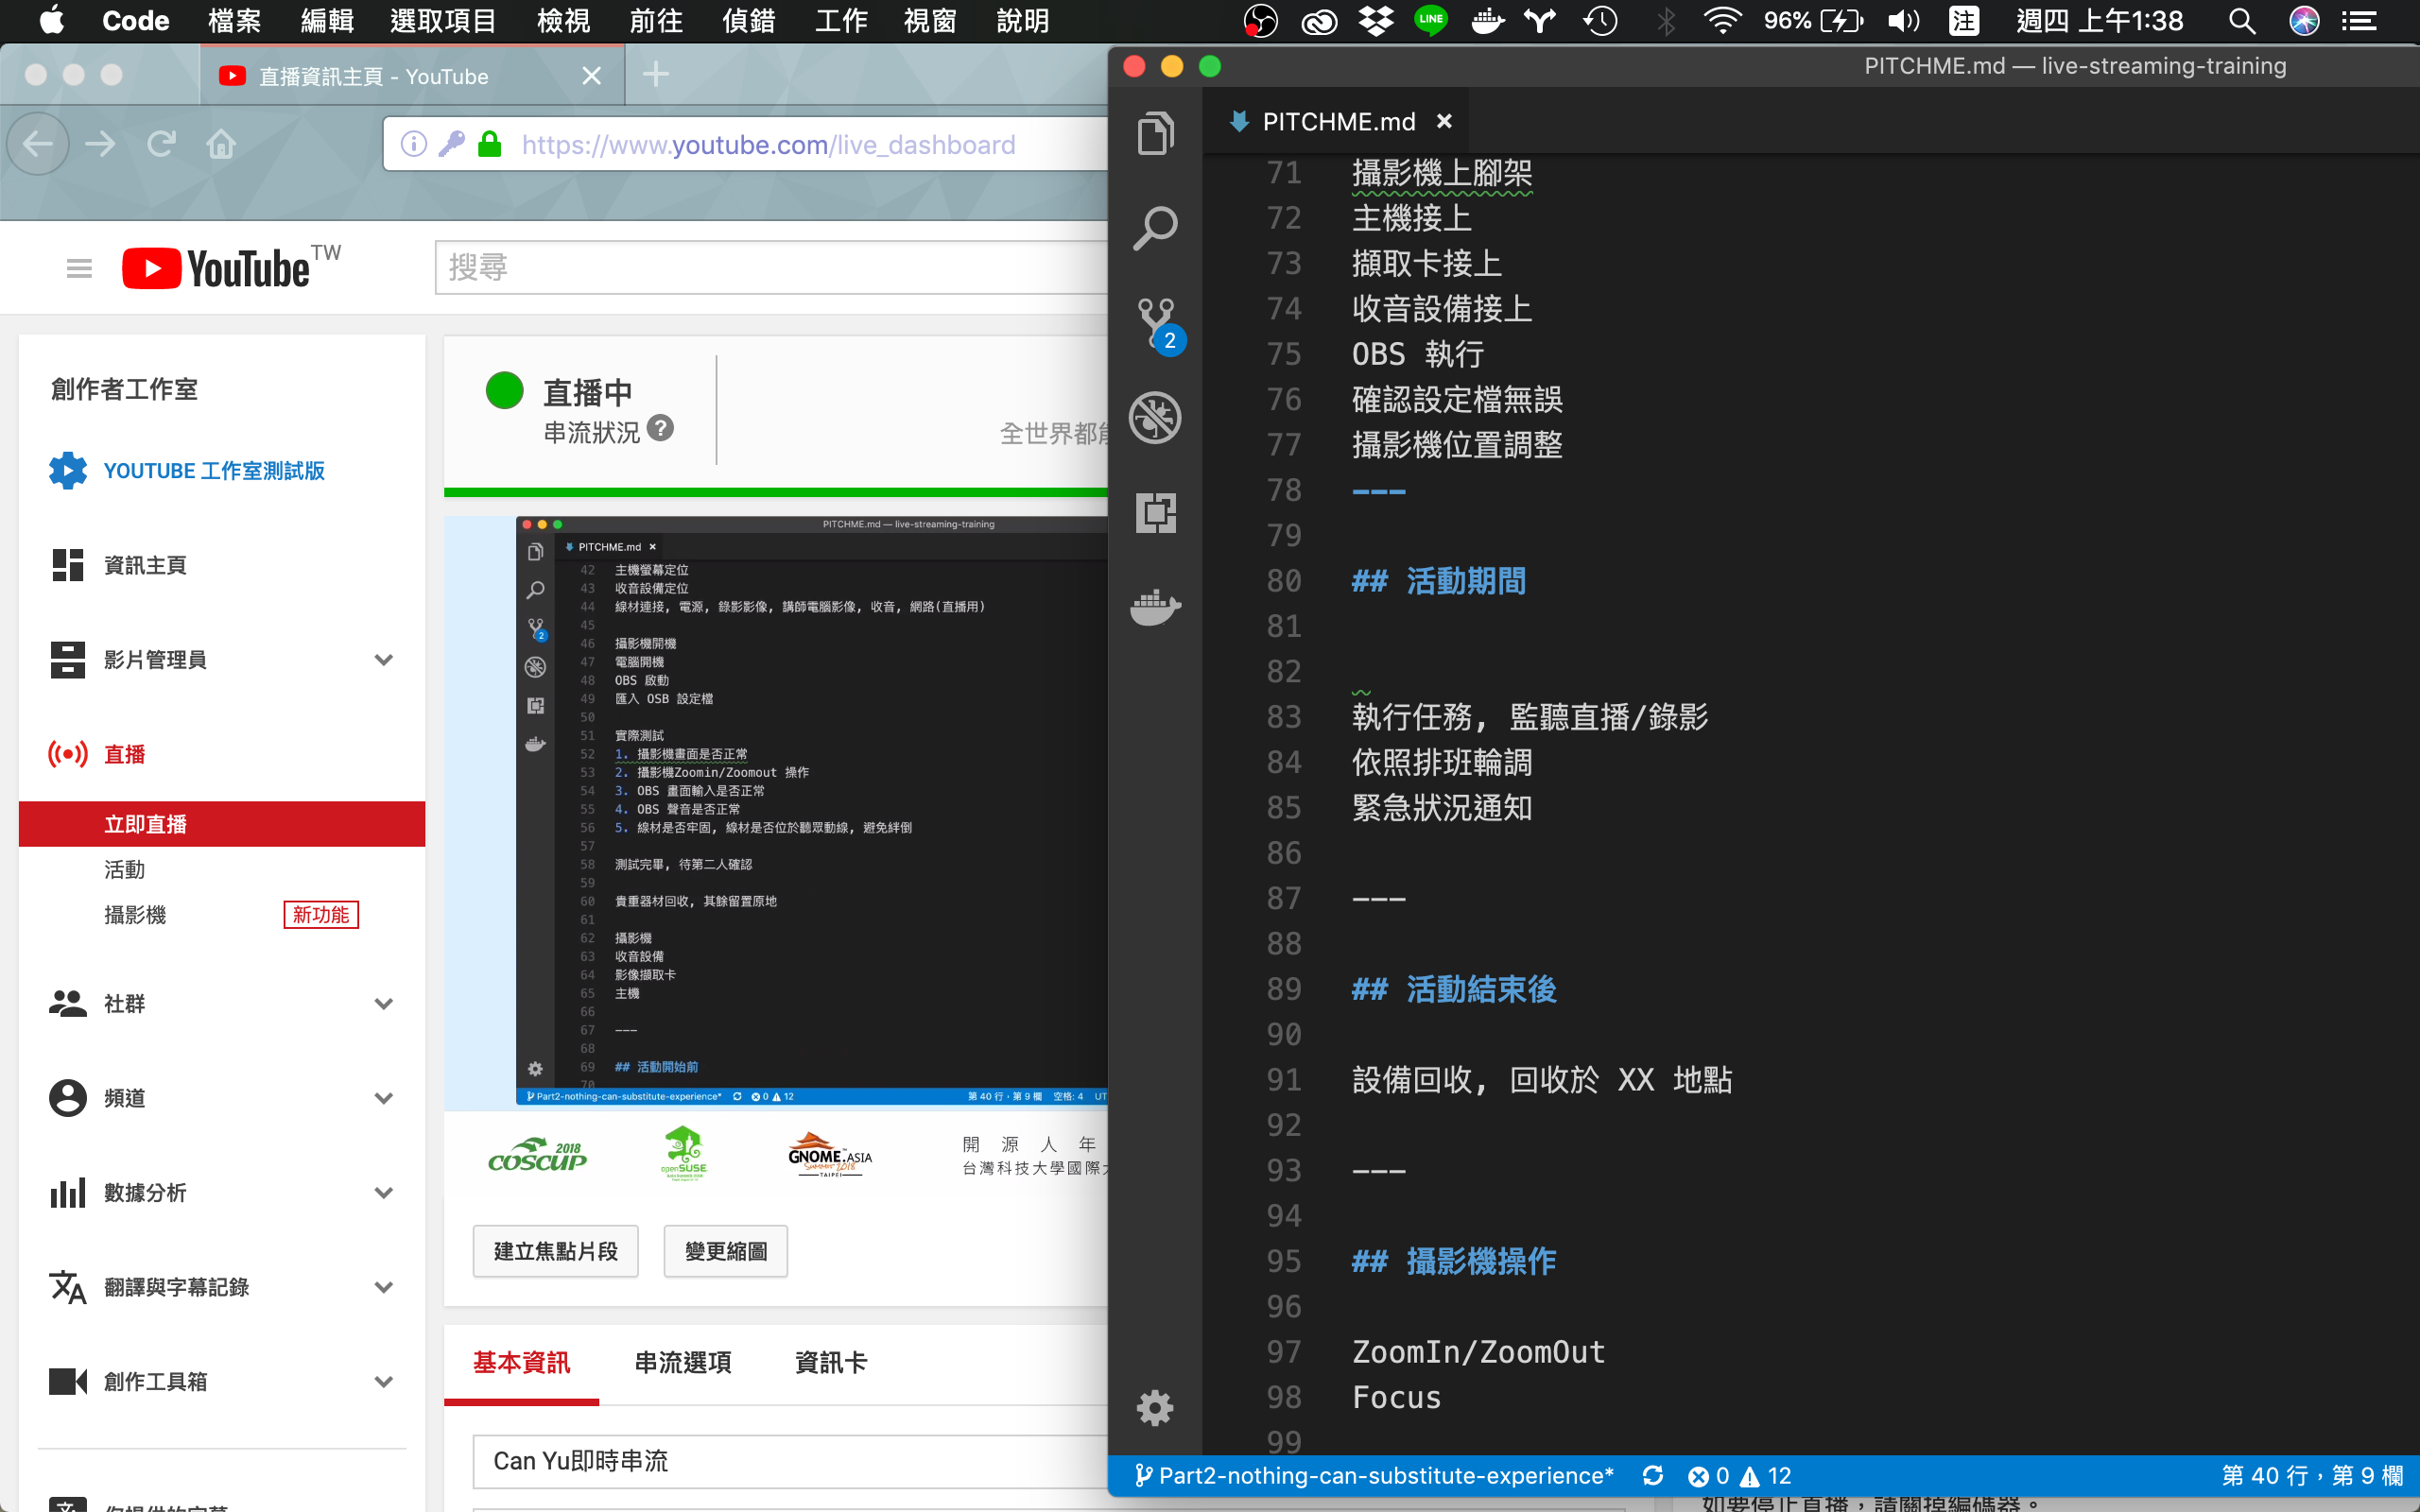 Code 檔案 編輯 選取項目 檢視 前往 偵錯 工作 視窗 說明 LINE 96% 注 週四 上午1:38
直播資訊主頁 - YouTube
https://www.youtube.com/live_dashboard
YouTube TW
搜尋
創作者工作室
YOUTUBE 工作室測試版
資訊主頁
影片管理員
直播
立即直播
活動
攝影機 新功能
社群
頻道
數據分析
翻譯與字幕記錄
創作工具箱
直播中
串流狀況 ?
全世界都能
PITCHME.md — live-streaming-training
PITCHME.md
42 主機螢幕定位
43 收音設備定位
44 線材連接, 電源, 錄影影像, 講師電腦影像, 收音, 網路(直播用)
45
46 攝影機開機
47 電腦開機
48 OBS 啟動
49 匯入 OSB 設定檔
50
51 實際測試
52 1. 攝影機畫面是否正常
53 2. 攝影機Zoomin/Zoomout 操作
54 3. OBS 畫面輸入是否正常
55 4. OBS 聲音是否正常
56 5. 線材是否牢固, 線材是否位於聽眾動線, 避免絆倒
57
58 測試完畢, 待第二人確認
59
60 貴重器材回收, 其餘留置原地
61
62 攝影機
63 收音設備
64 影像擷取卡
65 主機
66
67 ---
68
69 ## 活動開始前
70
2
Part2-nothing-can-substitute-experience* 0 12 第 40 行，第 9 欄 空格: 4 UT
COSCUP 2018
openSUSE
GNOME.ASIA
Summit 2018
TAIPEI
開 源 人 年
台灣科技大學國際
建立焦點片段 變更縮圖
基本資訊 串流選項 資訊卡
Can Yu即時串流
PITCHME.md — live-streaming-training
PITCHME.md
2
71 攝影機上腳架
72 主機接上
73 擷取卡接上
74 收音設備接上
75 OBS 執行
76 確認設定檔無誤
77 攝影機位置調整
78 ---
79
80 ## 活動期間
81
82
83 執行任務, 監聽直播/錄影
84 依照排班輪調
85 緊急狀況通知
86
87 ---
88
89 ## 活動結束後
90
91 設備回收, 回收於 XX 地點
92
93 ---
94
95 ## 攝影機操作
96
97 ZoomIn/ZoomOut
98 Focus
99
Part2-nothing-can-substitute-experience* 0 12 第 40 行，第 9 欄
如要停止直播，請關掉編碼器。